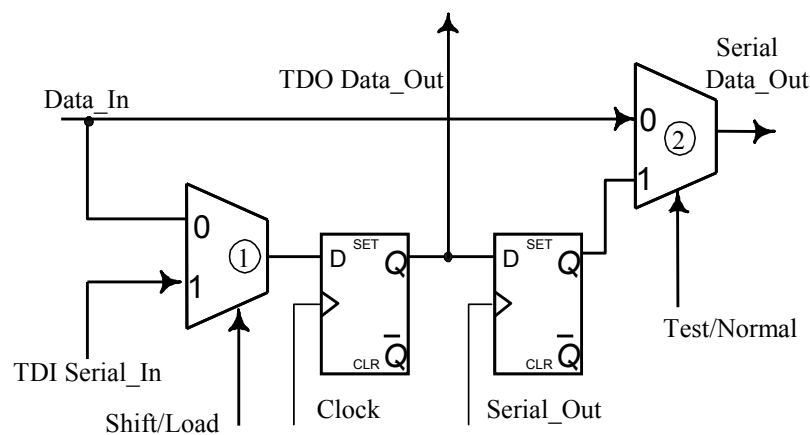 Serial
TDO Data_Out
Data_Out
Data_In
0
2
1
0
1
1
SET
D
Q
Q
CLR
SET
D
Q
Q
CLR
TDI Serial_In
Test/Normal
Shift/Load
Clock
Serial_Out